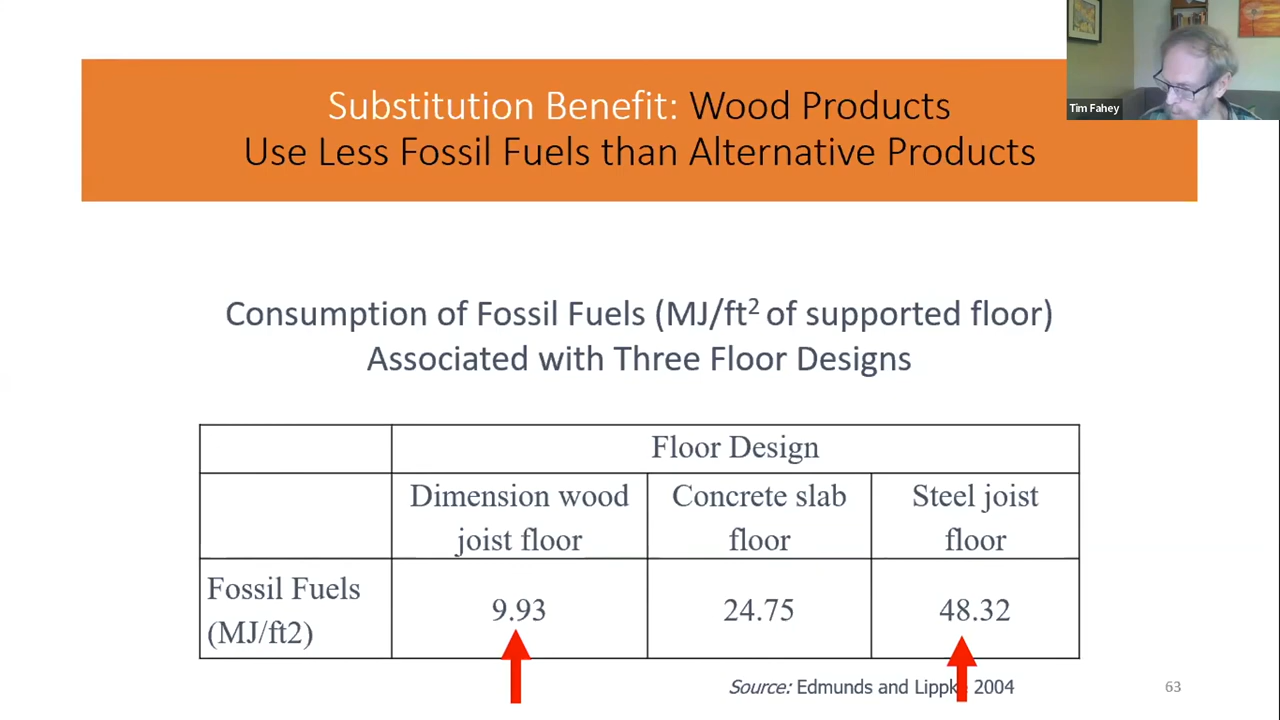 Tim Fahey
Substitution Benefit: Wood Products
Use Less Fossil Fuels than Alternative Products
Consumption of Fossil Fuels (MJ/ft² of supported floor)
Associated with Three Floor Designs
Floor Design
Dimension wood joist floor
Concrete slab floor
Steel joist floor
Fossil Fuels (MJ/ft2)
9.93
24.75
48.32
Source: Edmunds and 2004
63